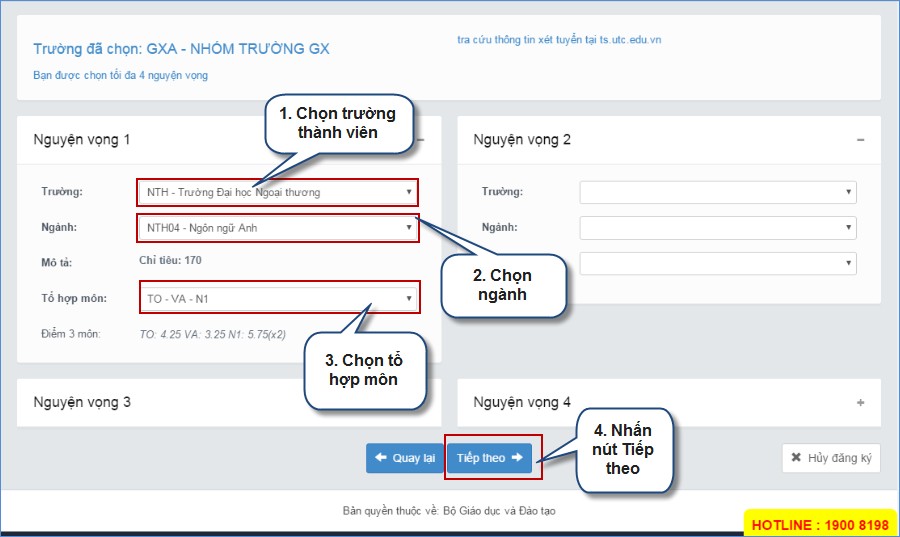 Trường đã chọn: GXA - NHÓM TRƯỜNG GX
tra cứu thông tin xét tuyển tại ts.utc.edu.vn
Bạn được chọn tối đa 4 nguyện vọng
1. Chọn trường
thành viên
Nguyện vọng 1
Trường:
NTH - Trường Đại học Ngoại thương
Ngành:
NTH04 - Ngôn ngữ Anh
Mô tả:
Chỉ tiêu: 170
Tổ hợp môn:
TO - VA - N1
Điểm 3 môn:
TO: 4.25 VA: 3.25 N1: 5.75(x2)
2. Chọn
ngành
3. Chọn tổ
hợp môn
Nguyện vọng 2
Trường:
Ngành:
Nguyện vọng 3
Nguyện vọng 4
4. Nhấn
nút Tiếp
theo
Quay lại
Tiếp theo
Hủy đăng ký
Bản quyền thuộc về: Bộ Giáo dục và Đào tạo
HOTLINE : 1900 8198